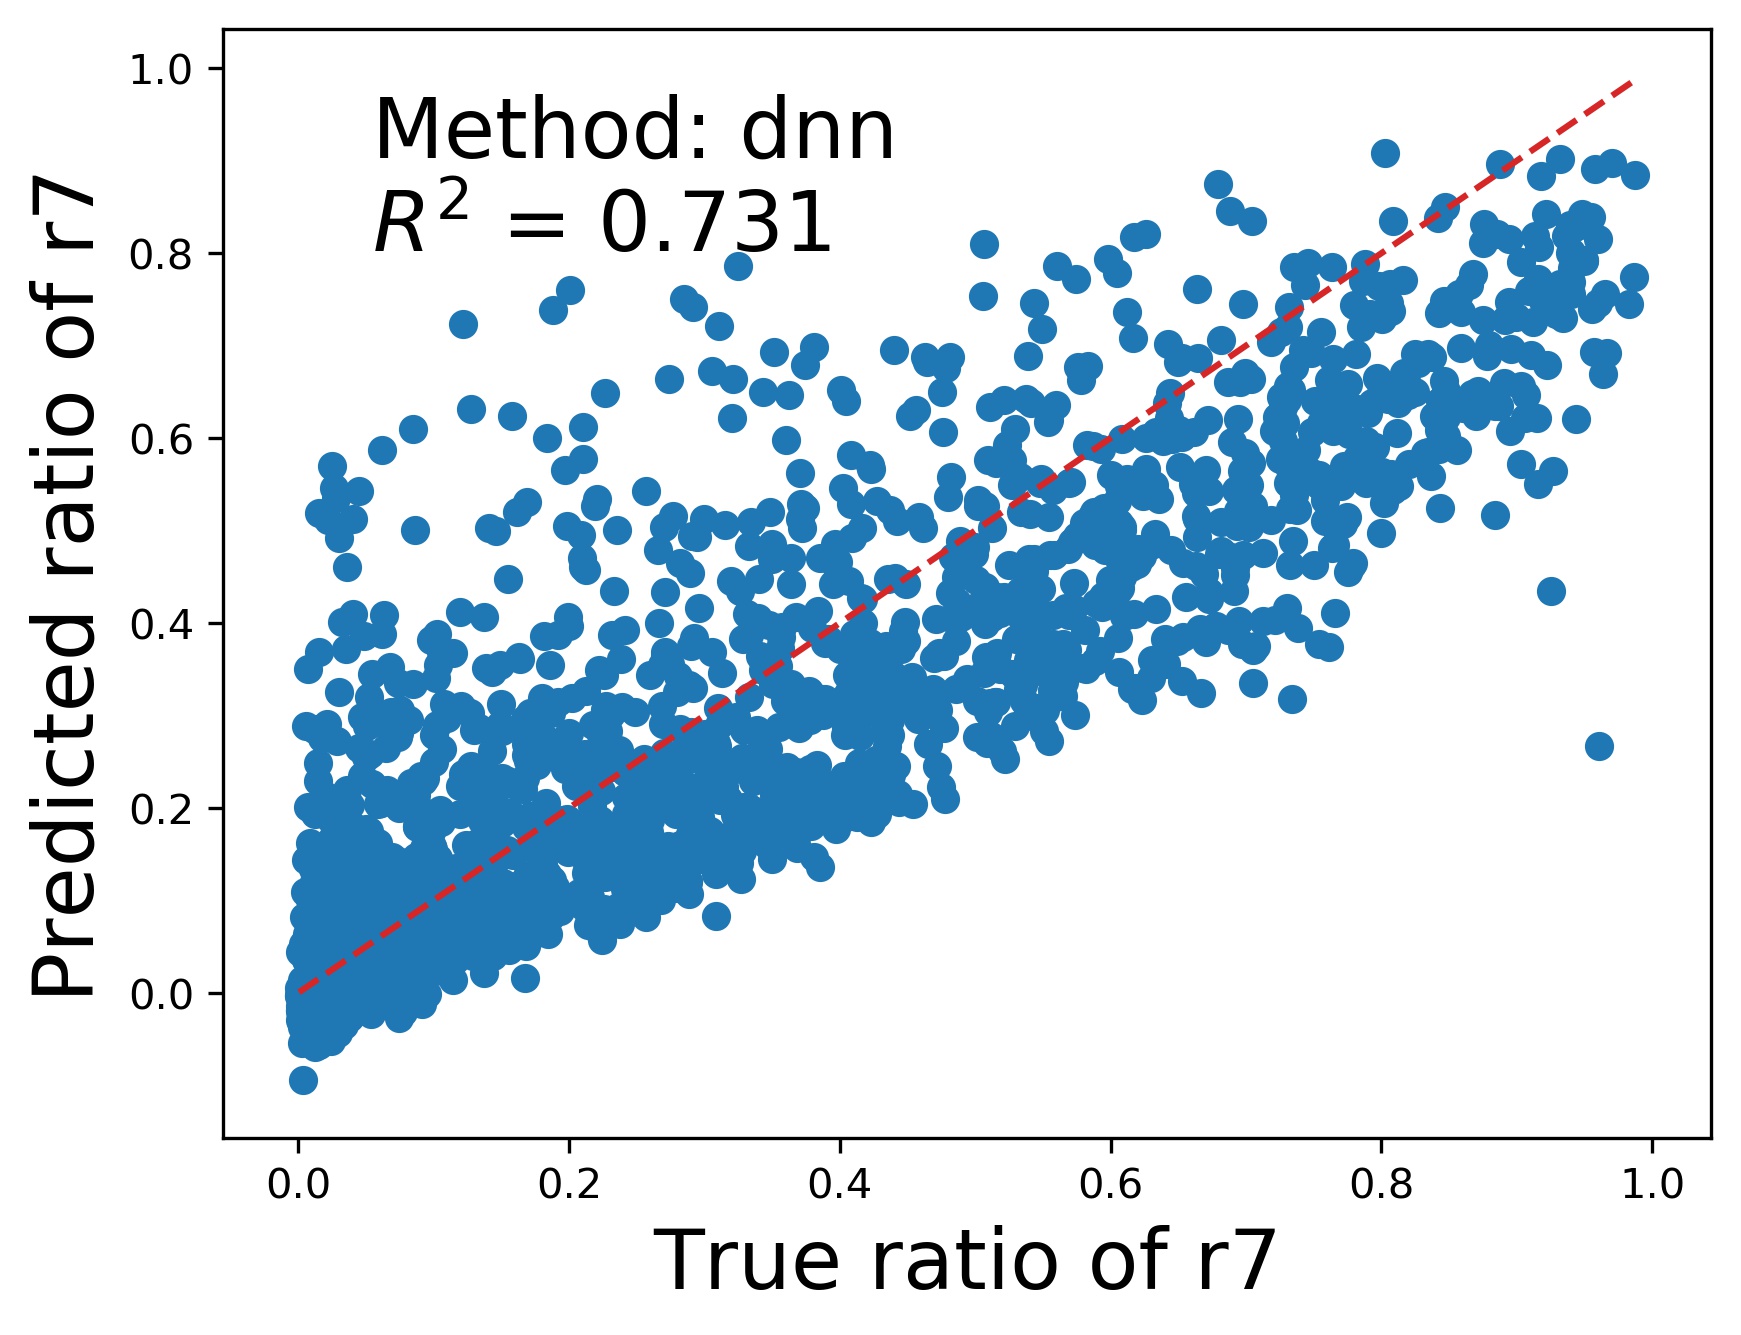 Method: dnn
R² = 0.731
Predicted ratio of r7
1.0
0.8
0.6
0.4
0.2
0.0
0.0 0.2 0.4 0.6 0.8 1.0
True ratio of r7